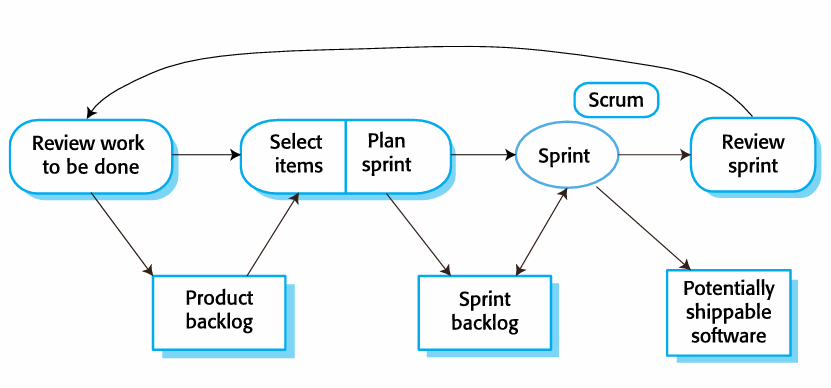 Scrum
Review work
to be done
Select
items
Plan
sprint
Sprint
Review
sprint
Product
backlog
Sprint
backlog
Potentially
shippable
software